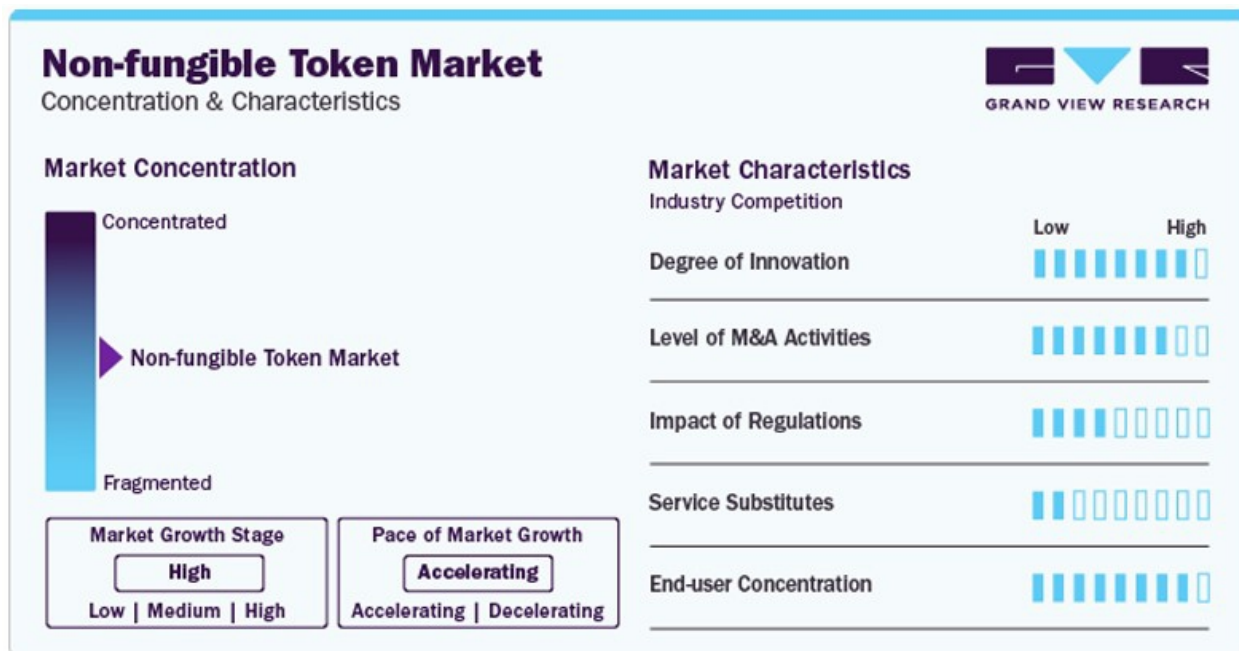 Non-fungible Token Market
Concentration & Characteristics
GRAND VIEW RESEARCH
Market Concentration
Concentrated
Non-fungible Token Market
Fragmented
Market Growth Stage
High
Low | Medium | High
Pace of Market Growth
Accelerating
Accelerating | Decelerating
Market Characteristics
Industry Competition
Low High
Degree of Innovation
Level of M&A Activities
Impact of Regulations
Service Substitutes
End-user Concentration